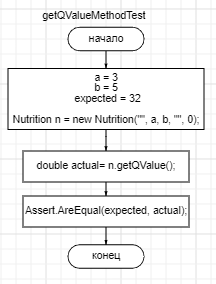 getQValueMethodTest
начало
a = 3
b = 5
expected = 32
Nutrition n = new Nutrition("", a, b, "", 0);
double actual= n.getQValue();
Assert.AreEqual(expected, actual);
конец